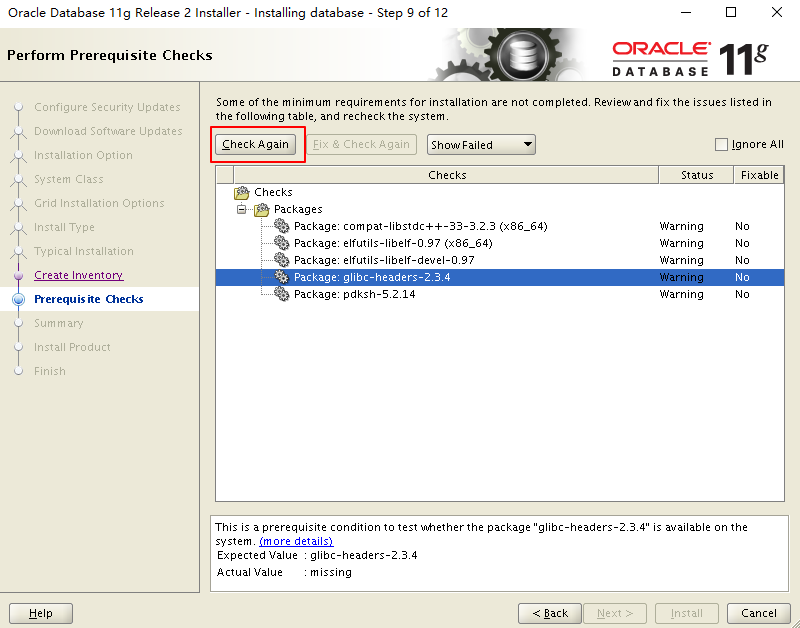 Oracle Database 11g Release 2 Installer - Installing database - Step 9 of 12
Perform Prerequisite Checks
ORACLE
DATABASE
11g
Configure Security Updates
Download Software Updates
Installation Option
System Class
Grid Installation Options
Install Type
Typical Installation
Create Inventory
Prerequisite Checks
Summary
Install Product
Finish
Some of the minimum requirements for installation are not completed. Review and fix the issues listed in
the following table, and recheck the system.
Check Again Fix & Check Again Show Failed Ignore All
Checks Status Fixable
Checks
Packages
Package: compat-libstdc++-33-3.2.3 (x86_64) Warning No
Package: elfutils-libelf-0.97 (x86_64) Warning No
Package: elfutils-libelf-devel-0.97 Warning No
Package: glibc-headers-2.3.4 Warning No
Package: pdksh-5.2.14 Warning No
This is a prerequisite condition to test whether the package "glibc-headers-2.3.4" is available on the
system. (more details)
Expected Value : glibc-headers-2.3.4
Actual Value : missing
Help < Back Next > Install Cancel